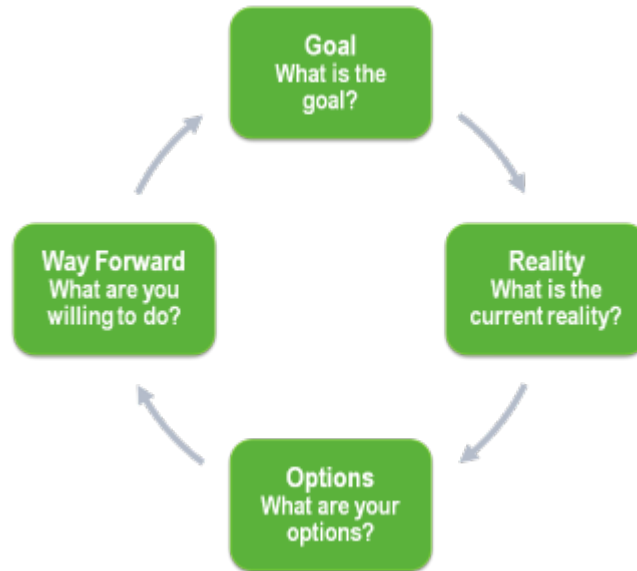 Goal
What is the
goal?
Reality
What is the
current reality?
Options
What are your
options?
Way Forward
What are you
willing to do?